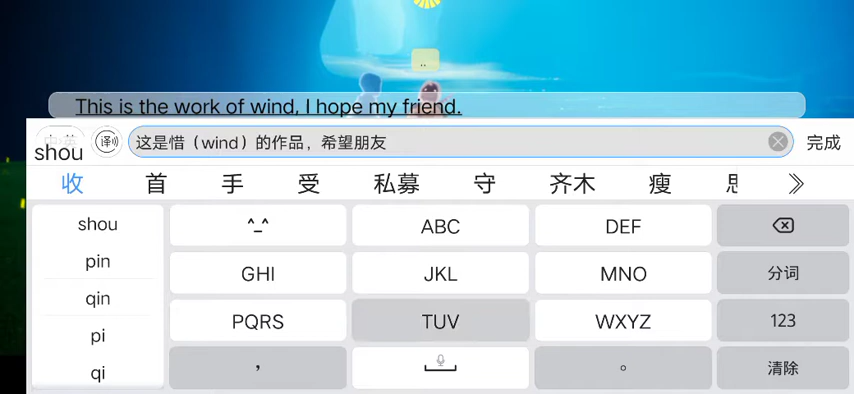 ..
This is the work of wind, I hope my friend.
shou
译
这是惜（wind）的作品，希望朋友
完成
收 首 手 受 私募 守 齐木 瘦
shou ^_^ ABC DEF
pin GHI JKL MNO 分词
qin PQRS TUV WXYZ 123
pi
qi ， 。 清除